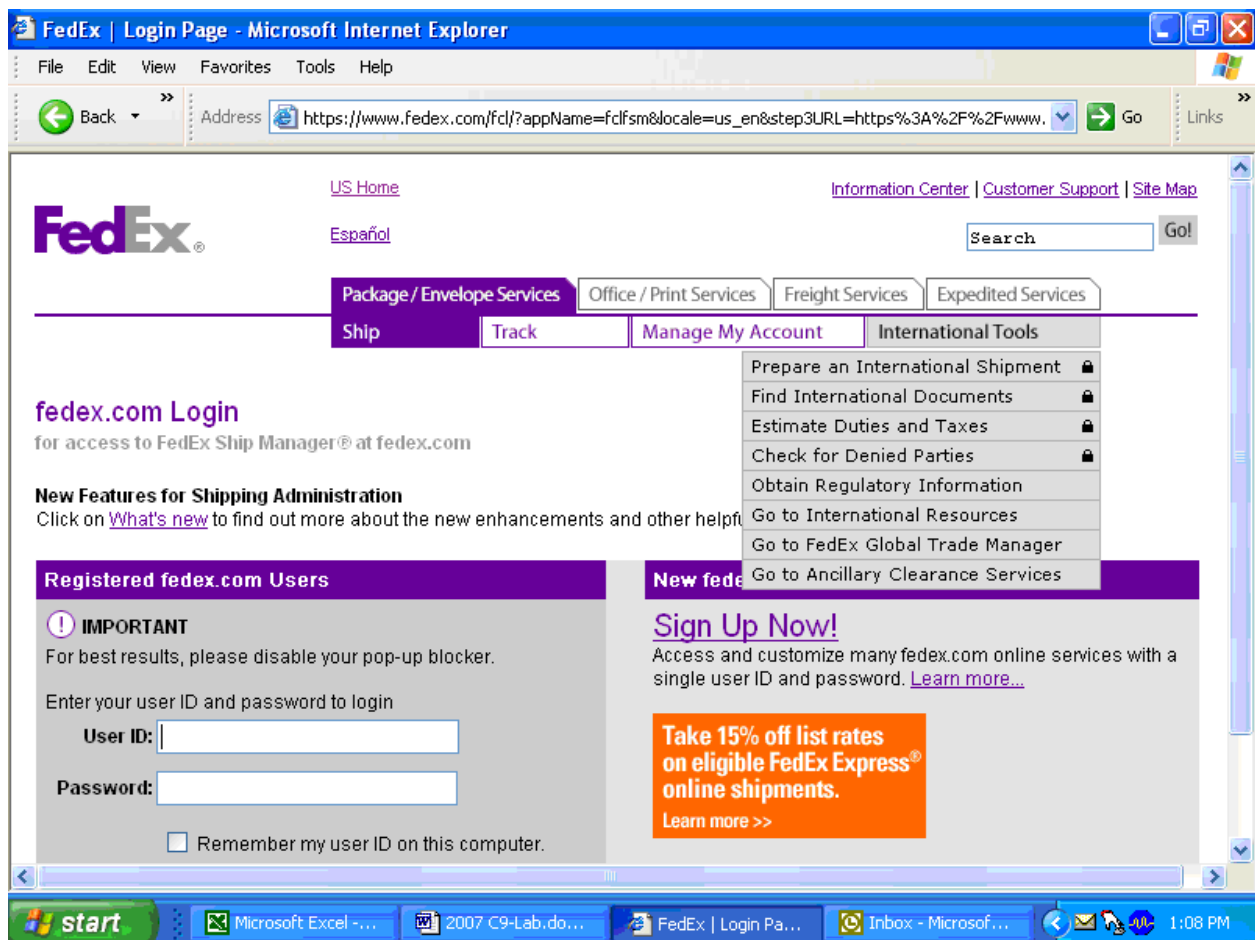 FedEx | Login Page - Microsoft Internet Explorer
File Edit View Favorites Tools Help
Back » Address https://www.fedex.com/fcl/?appName=fclfsm&locale=us_en&step3URL=https%3A%2F%2Fwww. Go Links »
US Home
Information Center | Customer Support | Site Map
FedEx®
Español
Search Go!
Package / Envelope Services Office / Print Services Freight Services Expedited Services
Ship Track Manage My Account International Tools
Prepare an International Shipment
Find International Documents
Estimate Duties and Taxes
Check for Denied Parties
Obtain Regulatory Information
Go to International Resources
Go to FedEx Global Trade Manager
Go to Ancillary Clearance Services
fedex.com Login
for access to FedEx Ship Manager® at fedex.com
New Features for Shipping Administration
Click on What's new to find out more about the new enhancements and other helpfu
Registered fedex.com Users
! IMPORTANT
For best results, please disable your pop-up blocker.
Enter your user ID and password to login
User ID:
Password:
Remember my user ID on this computer.
New fede
Sign Up Now!
Access and customize many fedex.com online services with a
single user ID and password. Learn more...
Take 15% off list rates
on eligible FedEx Express®
online shipments.
Learn more >>
start Microsoft Excel -... 2007 C9-Lab.do... FedEx | Login Pa... Inbox - Microsof... 1:08 PM